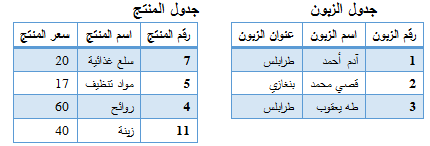 جدول الزبون
رقم الزبون اسم الزبون عنوان الزبون
1 آدم أحمد طرابلس
2 قصي محمد بنغازي
3 طه يعقوب طرابلس
جدول المنتج
رقم المنتج اسم المنتج سعر المنتج
7 سلع غذائية 20
5 مواد تنظيف 17
4 روائح 60
11 زينة 40